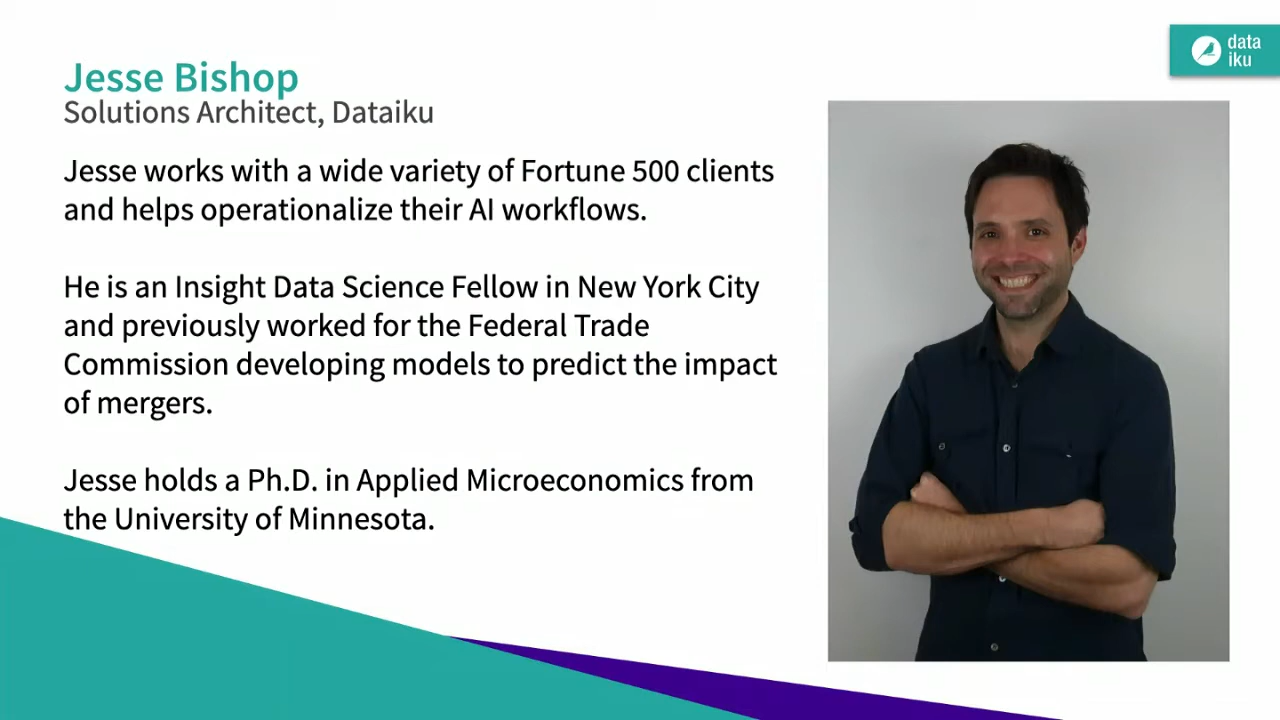 data
iku
Jesse Bishop
Solutions Architect, Dataiku
Jesse works with a wide variety of Fortune 500 clients
and helps operationalize their AI workflows.
He is an Insight Data Science Fellow in New York City
and previously worked for the Federal Trade
Commission developing models to predict the impact
of mergers.
Jesse holds a Ph.D. in Applied Microeconomics from
the University of Minnesota.